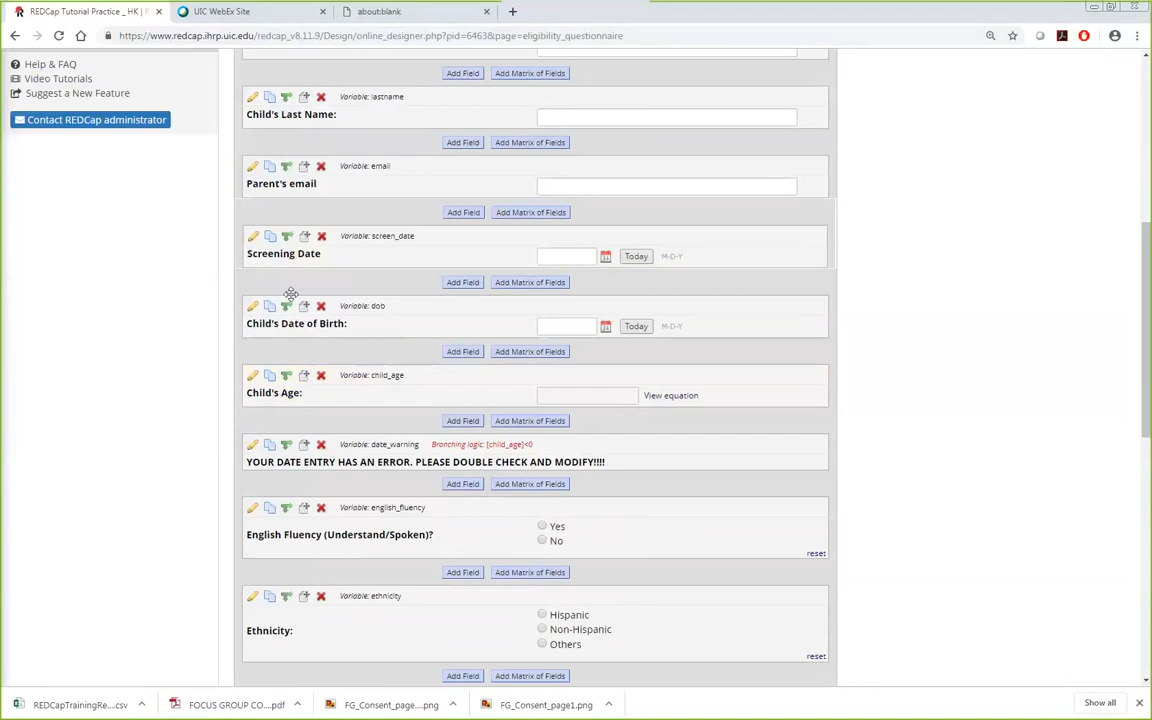 REDCap Tutorial Practice _ HK |
UIC WebEx Site
about:blank
https://www.redcap.ihrp.uic.edu/redcap_v8.11.9/Design/online_designer.php?pid=6463&page=eligibility_questionnaire
Help & FAQ
Video Tutorials
Suggest a New Feature
Contact REDCap administrator
Add Field Add Matrix of Fields
Variable: lastname
Child's Last Name:
Add Field Add Matrix of Fields
Variable: email
Parent's email
Add Field Add Matrix of Fields
Variable: screen_date
Screening Date
Today M-D-Y
Add Field Add Matrix of Fields
Variable: dob
Child's Date of Birth:
Today M-D-Y
Add Field Add Matrix of Fields
Variable: child_age
Child's Age:
View equation
Add Field Add Matrix of Fields
Variable: date_warning Branching logic: [child_age]<0
YOUR DATE ENTRY HAS AN ERROR. PLEASE DOUBLE CHECK AND MODIFY!!!!
Add Field Add Matrix of Fields
Variable: english_fluency
English Fluency (Understand/Spoken)?
Yes
No
reset
Add Field Add Matrix of Fields
Variable: ethnicity
Ethnicity:
Hispanic
Non-Hispanic
Others
reset
Add Field Add Matrix of Fields
REDCapTrainingRe....csv
FOCUS GROUP CO....pdf
FG_Consent_page....png
FG_Consent_page1.png
Show all